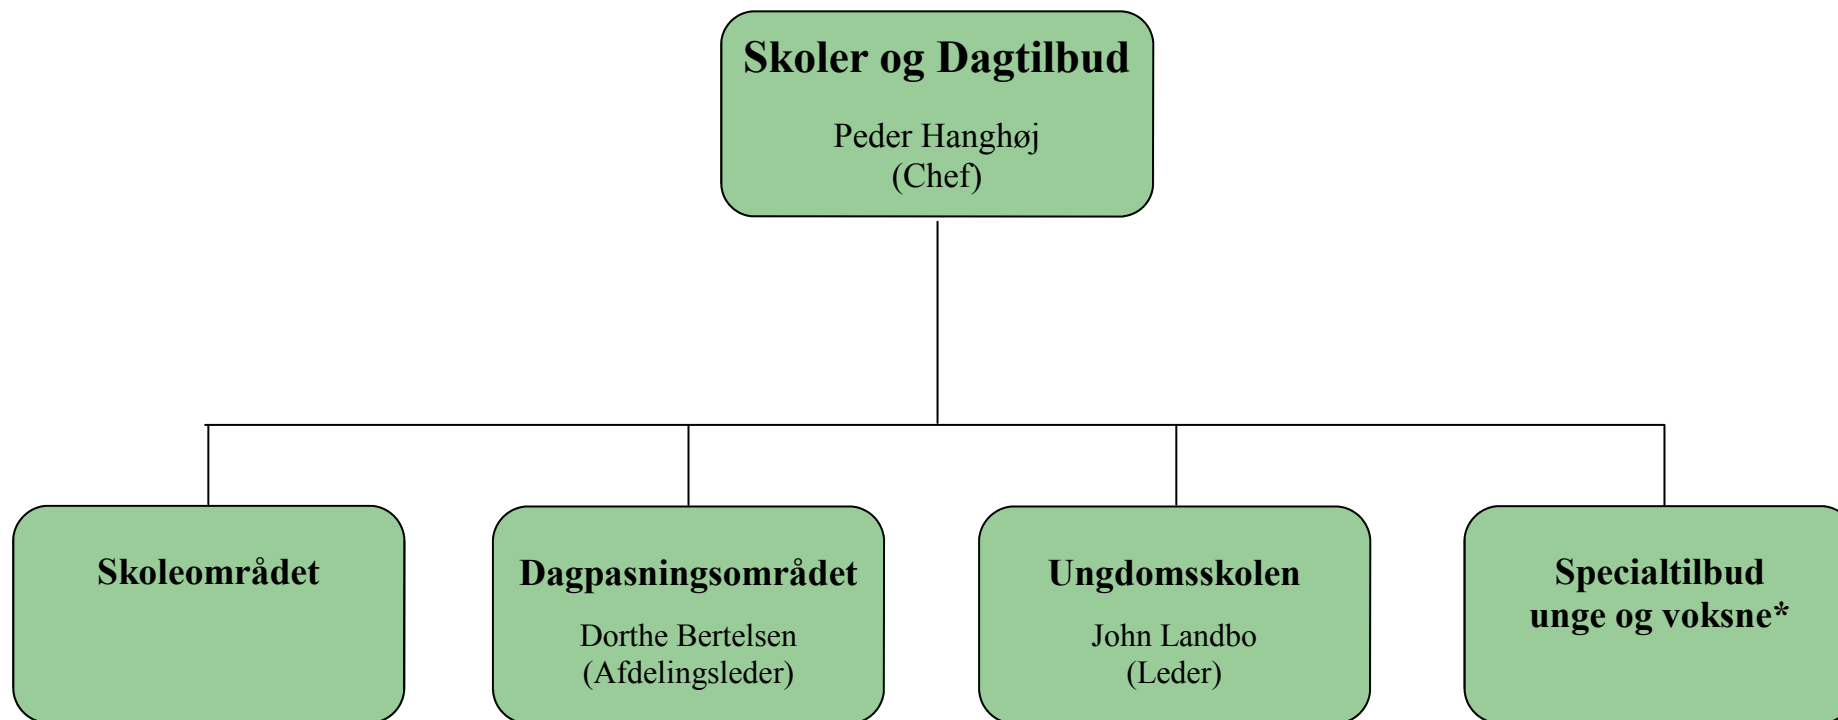 Skoler og Dagtilbud
Peder Hanghøj
(Chef)
Skoleområdet
Dagpasningsområdet
Dorthe Bertelsen
(Afdelingsleder)
Ungdomsskolen
John Landbo
(Leder)
Specialtilbud
unge og voksne*